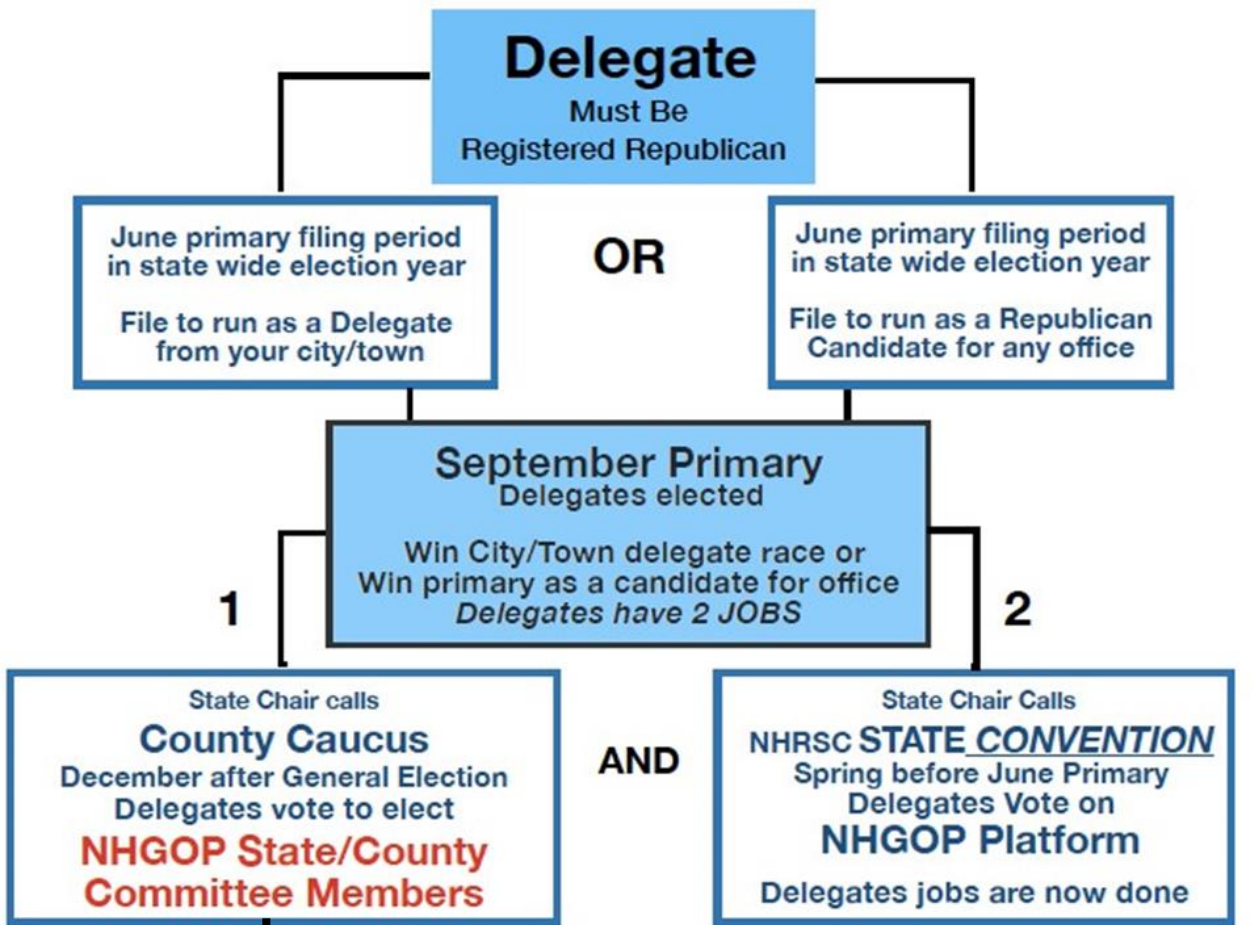 Delegate
Must Be
Registered Republican
June primary filing period
in state wide election year
File to run as a Delegate
from your city/town
OR
June primary filing period
in state wide election year
File to run as a Republican
Candidate for any office
September Primary
Delegates elected
Win City/Town delegate race or
Win primary as a candidate for office
Delegates have 2 JOBS
1
2
State Chair calls
County Caucus
December after General Election
Delegates vote to elect
NHGOP State/County
Committee Members
AND
State Chair Calls
NHRSC STATE CONVENTION
Spring before June Primary
Delegates Vote on
NHGOP Platform
Delegates jobs are now done